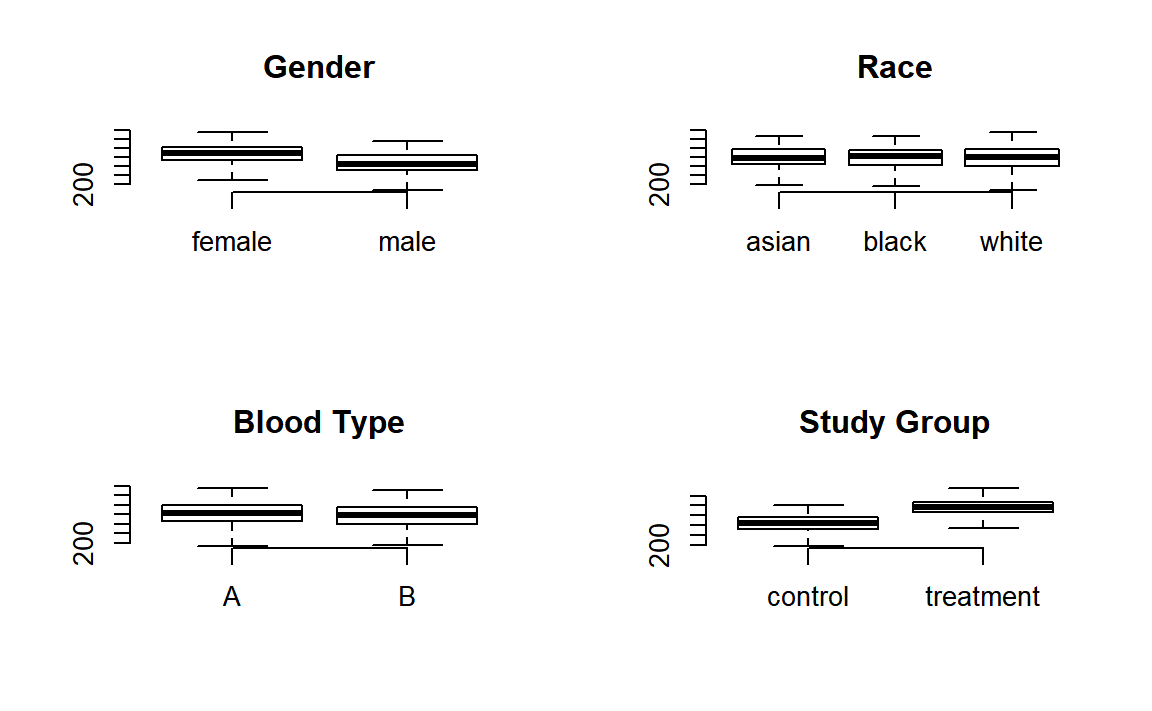 Gender
200
female male
Race
200
asian black white
Blood Type
200
A B
Study Group
200
control treatment